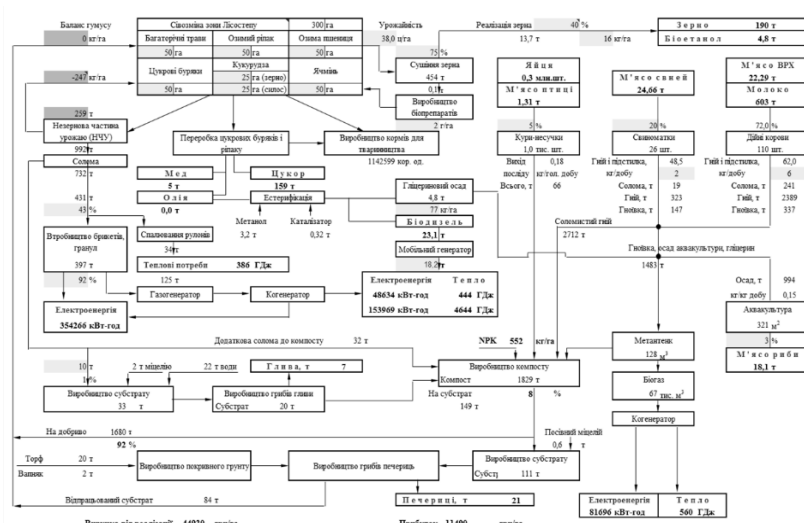 Баланс гумусу
Сівозміна зони Лісостепу 300 га
Урожайність
Реалізація зерна 40 %
Зерно 190 т
0 кг/га
Багаторічні трави Озимий ріпак Озима пшениця
38,0 ц/га
13,7 т 16 кг/га
Біоетанол 4,8 т
50 га 50 га 50 га
75 %
-247 кг/га
Цукрові буряки Кукурудза Ячмінь
25 га (зерно)
50 га 25 га (силос) 50 га
Сушіння зерна
454 т
0,1 т
Яйця
0,3 млн.шт.
М'ясо птиці
1,31 т
М'ясо свиней
24,66 т
М'ясо ВРХ
22,29 т
Молоко
603 т
259 т
Виробництво біопрепаратів
2 г/га
5 %
20 %
72,0 %
Незернова частина урожаю (НЧУ)
992 т
Переробка цукрових буряків і ріпаку
Виробництво кормів для тваринництва
1142599 кор. од.
Кури-несучки
1,0 тис. шт.
Свиноматки
26 шт.
Дійні корови
110 шт.
Солома
732 т
Мед
5 т
Цукор
159 т
Вихід посліду 0,18 кг/гол. добу
Всього, т 66
Гній і підстилка, кг/добу 48,5
2
Солома, т 19
Гній, т 323
Гноївка, т 147
Гній і підстилка, кг/добу 62,0
6
Солома, т 241
Гній, т 2389
Гноївка, т 337
431 т
43 %
Олія
0,0 т
Естерифікація
Гліцериновий осад
4,8 т
77 кг/га
Метанол
3,2 т
Каталізатор
0,32 т
Біодизель
23,1 т
Солом'истий гній
2712 т
Втробництво брикетів, гранул
397 т
92 %
Спалювання рулонів
34 т
Мобільний генератор
18,2 т
Гноївка, осад аквакультури, гліцерин
1483 т
Теплові потреби 386 ГДж
125 т
Газогенератор
Когенератор
Електроенергія Тепло
48634 кВт-год 444 ГДж
153969 кВт-год 4644 ГДж
Осад, т 994
кг/кг добу 0,15
Електроенергія
354266 кВт-год
Аквакультура
321 м²
3 %
М'ясо риби
18,1 т
Додаткова солома до компосту 32 т
NPK 552 кг/га
Метантенк
128 м³
10 т
1 %
2 т міцелію
22 т води
Глива, т 7
Виробництво компосту
Компост 1829 т
Біогаз
67 тис. м³
Виробництво субстрату
33 т
Виробництво грибів гливи
Субстрат 20 т
На субстрат 8 %
149 т
Когенератор
На добриво 1680 т
92 %
Посівний міцелій
0,6 т
Торф 20 т
Вапняк 2 т
Виробництво покривного грунту
Виробництво грибів печериць
Виробництво субстрату
111 т
Відпрацьований субстрат 84 т
Печериці, т 21
Електроенергія Тепло
81696 кВт-год 560 ГДж